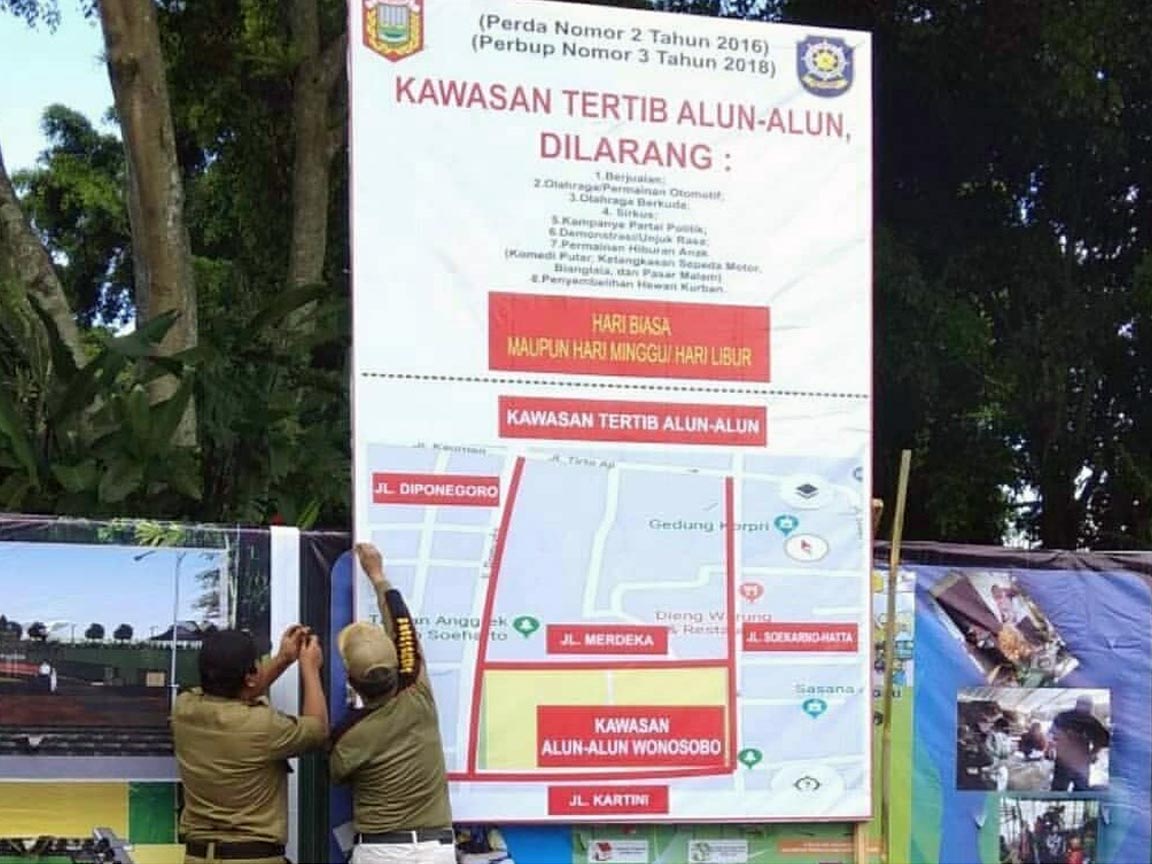 (Perda Nomor 2 Tahun 2016)
(Perbup Nomor 3 Tahun 2018)
KAWASAN TERTIB ALUN-ALUN,
DILARANG :
1.Berjualan;
2.Olahraga/Permainan Otomotif;
3.Olahraga Berkuda;
4. Sirkus;
5.Kampanye Partai Politik;
6.Demonstrasi/Unjuk Rasa;
7.Permainan Hiburan Anak
(Komedi Putar, Ketangkasan Sepeda Motor,
Bianglala, dan Pasar Malam)
8.Penyembelihan Hewan Kurban.
HARI BIASA
MAUPUN HARI MINGGU/ HARI LIBUR
KAWASAN TERTIB ALUN-ALUN
Jl. Tirta Aji
JL. DIPONEGORO
Gedung Korpri
Dieng Warung
& Resta
JL. MERDEKA
JL. SOEKARNO-HATTA
Sasana
KAWASAN
ALUN-ALUN WONOSOBO
JL. KARTINI